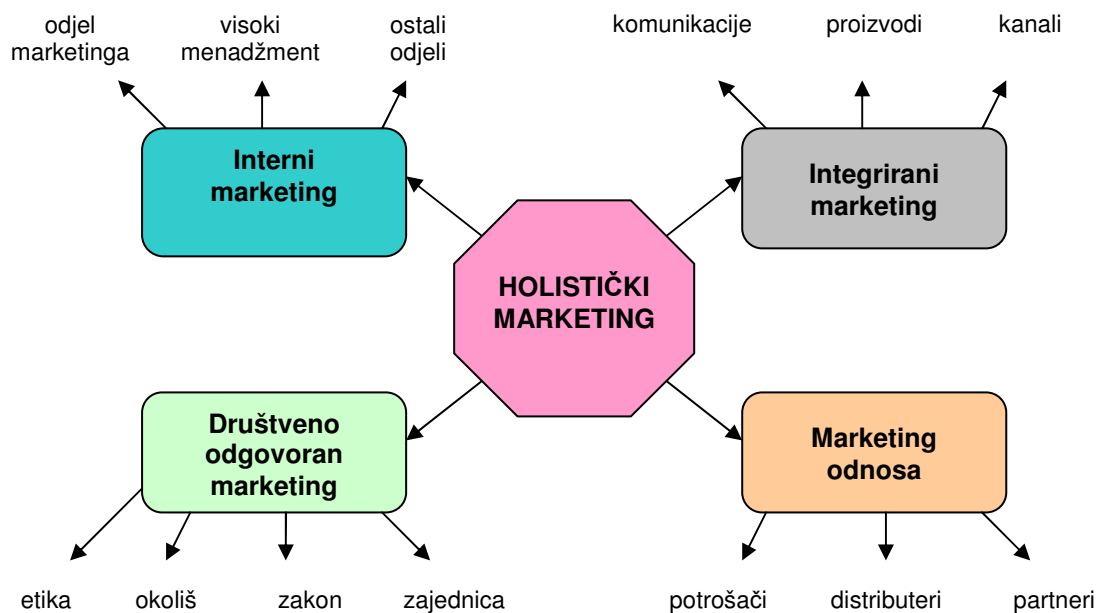 odjel
marketinga
visoki
menadžment
ostali
odjeli
komunikacije
proizvodi
kanali
Interni
marketing
Integrirani
marketing
HOLISTIČKI
MARKETING
Društveno
odgovoran
marketing
Marketing
odnosa
etika
okoliš
zakon
zajednica
potrošači
distributeri
partneri